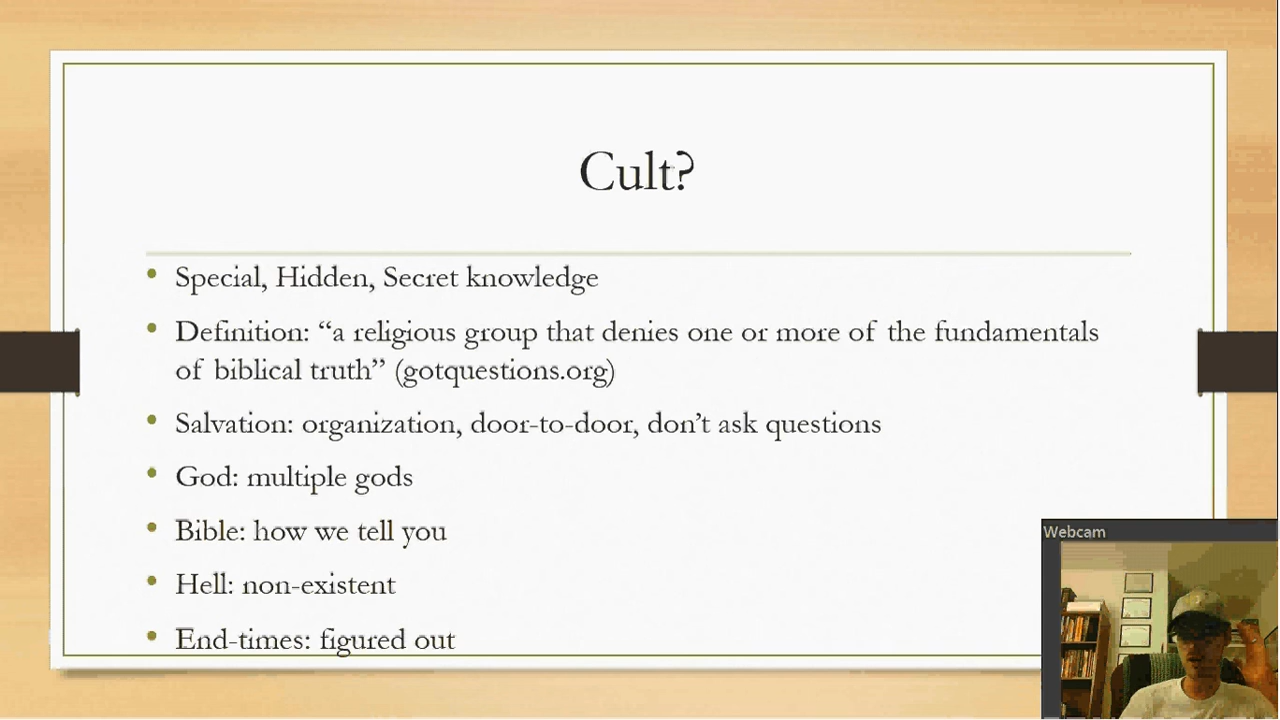 Cult?
Special, Hidden, Secret knowledge
Definition: “a religious group that denies one or more of the fundamentals
of biblical truth” (gotquestions.org)
Salvation: organization, door-to-door, don’t ask questions
God: multiple gods
Bible: how we tell you
Hell: non-existent
End-times: figured out
Webcam